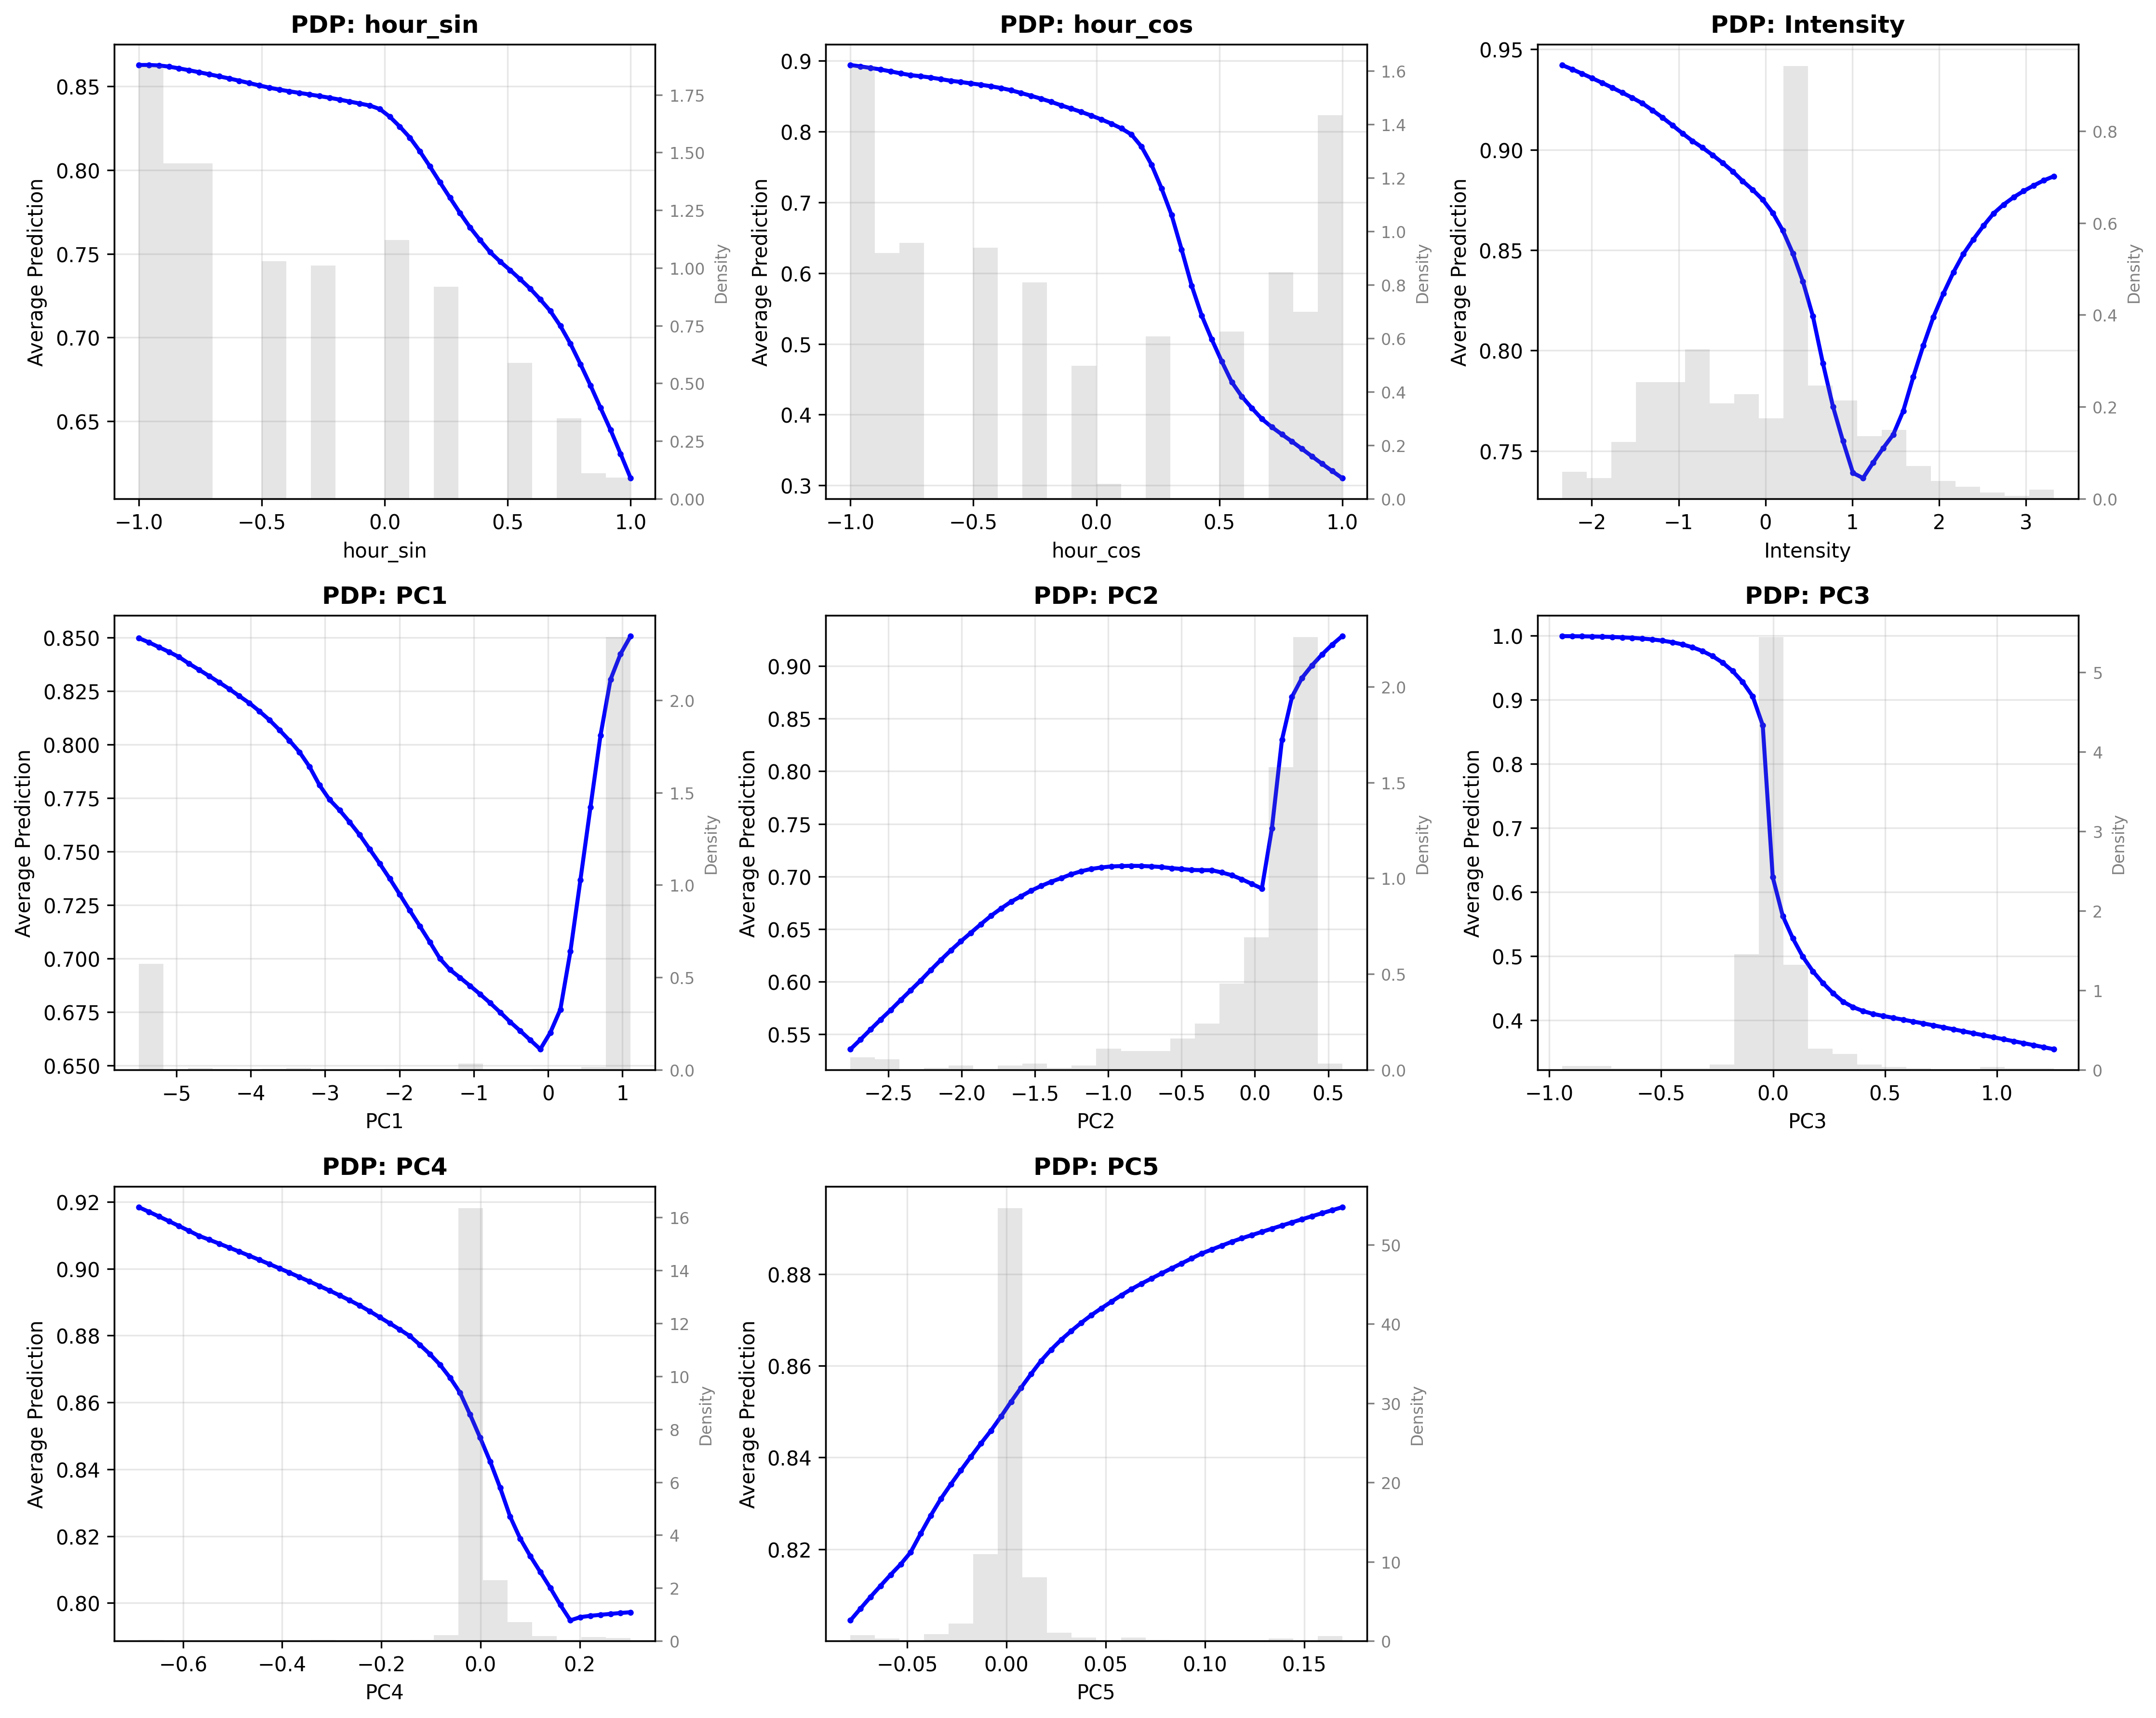 PDP: hour_sin
0.85
0.80
0.75
0.70
0.65
Average Prediction
1.75
1.50
1.25
1.00
0.75
0.50
0.25
0.00
Density
−1.0 −0.5 0.0 0.5 1.0
hour_sin
PDP: hour_cos
0.9
0.8
0.7
0.6
0.5
0.4
0.3
Average Prediction
1.6
1.4
1.2
1.0
0.8
0.6
0.4
0.2
0.0
Density
−1.0 −0.5 0.0 0.5 1.0
hour_cos
PDP: Intensity
0.95
0.90
0.85
0.80
0.75
Average Prediction
0.8
0.6
0.4
0.2
0.0
Density
−2 −1 0 1 2 3
Intensity
PDP: PC1
0.850
0.825
0.800
0.775
0.750
0.725
0.700
0.675
0.650
Average Prediction
2.0
1.5
1.0
0.5
0.0
Density
−5 −4 −3 −2 −1 0 1
PC1
PDP: PC2
0.90
0.85
0.80
0.75
0.70
0.65
0.60
0.55
Average Prediction
2.0
1.5
1.0
0.5
0.0
Density
−2.5 −2.0 −1.5 −1.0 −0.5 0.0 0.5
PC2
PDP: PC3
1.0
0.9
0.8
0.7
0.6
0.5
0.4
Average Prediction
5
4
3
2
1
0
Density
−1.0 −0.5 0.0 0.5 1.0
PC3
PDP: PC4
0.92
0.90
0.88
0.86
0.84
0.82
0.80
Average Prediction
16
14
12
10
8
6
4
2
0
Density
−0.6 −0.4 −0.2 0.0 0.2
PC4
PDP: PC5
0.88
0.86
0.84
0.82
Average Prediction
50
40
30
20
10
0
Density
−0.05 0.00 0.05 0.10 0.15
PC5